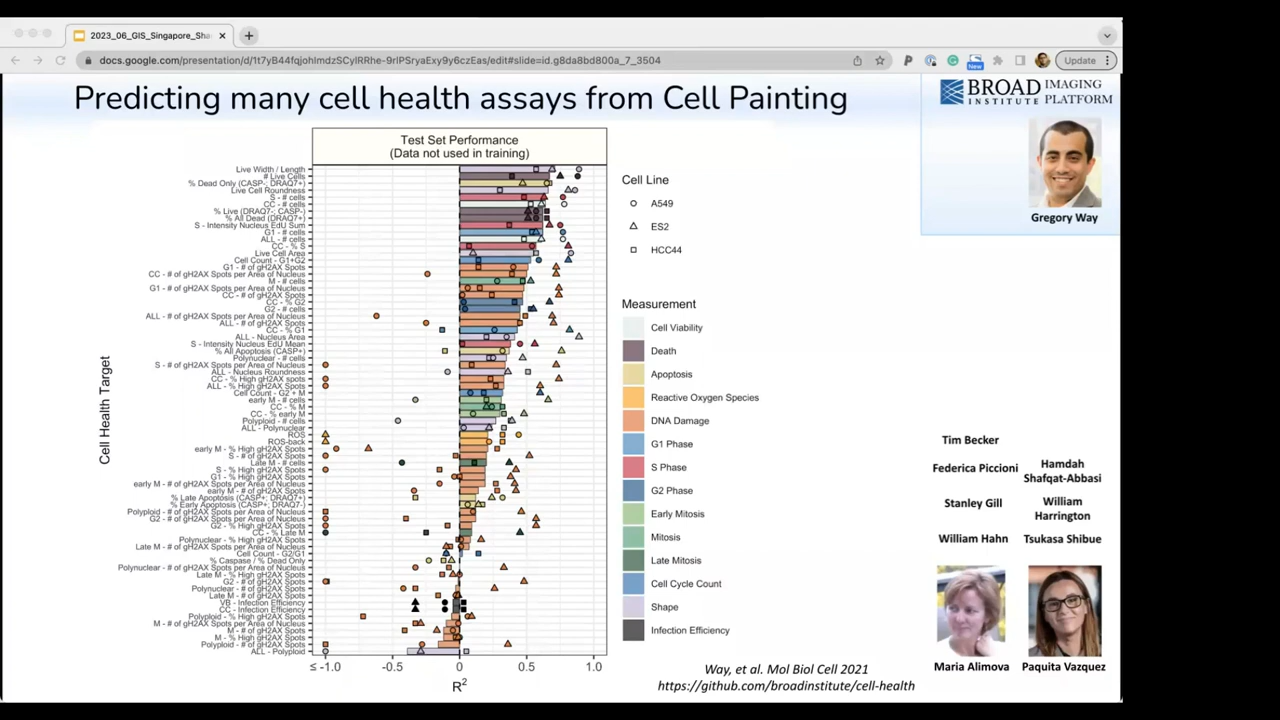 2023_06_GIS_Singapore_Sha
docs.google.com/presentation/d/1t7yB44fqjohImdzSCyIRRhe-9rIPSryaExy9y6czEas/edit#slide=id.g8da8bd800a_7_3504
New
Update
Predicting many cell health assays from Cell Painting
BROAD INSTITUTE
IMAGING PLATFORM
Gregory Way
Test Set Performance
(Data not used in training)
Cell Health Target
Live Width / Length
# Live Cells
% Dead Only (CASP-; DRAQ7+)
Live Cell Roundness
S - # cells
CC - # cells
% Live (DRAQ7-; CASP-)
% All Dead (DRAQ7+)
S - Intensity Nucleus EdU Sum
G1 - # cells
ALL - # cells
CC - % S
Live Cell Area
Cell Count - G1+G2
G1 - # of gH2AX Spots
CC - # of gH2AX Spots per Area of Nucleus
M - # cells
G1 - # of gH2AX Spots per Area of Nucleus
CC - # of gH2AX Spots
CC - % G2
G2 - # cells
ALL - # of gH2AX Spots per Area of Nucleus
ALL - # of gH2AX Spots
CC - % G1
ALL - Nucleus Area
S - Intensity Nucleus EdU Mean
% All Apoptosis (CASP+)
Polynuclear - # cells
S - # of gH2AX Spots per Area of Nucleus
ALL - Nucleus Roundness
CC - % High gH2AX spots
ALL - % High gH2AX Spots
Cell Count - G2 + M
early M - # cells
CC - % M
CC - % early M
Polyploid - # cells
ALL - Polynuclear
ROS
ROS-back
early M - % High gH2AX Spots
S - # of gH2AX Spots
Late M - # cells
S - % High gH2AX Spots
G1 - % High gH2AX Spots
early M - # of gH2AX Spots per Area of Nucleus
early M - # of gH2AX Spots
% Late Apoptosis (CASP+; DRAQ7+)
% Early Apoptosis (CASP+; DRAQ7-)
Polyploid - # of gH2AX Spots per Area of Nucleus
G2 - # of gH2AX Spots per Area of Nucleus
G2 - % High gH2AX Spots
CC - % Late M
Polynuclear - % High gH2AX Spots
Late M - # of gH2AX Spots per Area of Nucleus
Cell Count - G2/G1
% Caspase / % Dead Only
Polynuclear - # of gH2AX Spots per Area of Nucleus
Late M - % High gH2AX Spots
G2 - # of gH2AX Spots
Polynuclear - # of gH2AX Spots
Late M - # of gH2AX Spots
VB - Infection Efficiency
CC - Infection Efficiency
Polyploid - % High gH2AX Spots
M - # of gH2AX Spots per Area of Nucleus
M - # of gH2AX Spots
M - % High gH2AX Spots
Polyploid - # of gH2AX Spots
ALL - Polyploid
≤ -1.0 -0.5 0 0.5 1.0
R²
Cell Line
A549
ES2
HCC44
Measurement
Cell Viability
Death
Apoptosis
Reactive Oxygen Species
DNA Damage
G1 Phase
S Phase
G2 Phase
Early Mitosis
Mitosis
Late Mitosis
Cell Cycle Count
Shape
Infection Efficiency
Tim Becker
Federica Piccioni
Hamdah
Shafqat-Abbasi
Stanley Gill
William
Harrington
William Hahn
Tsukasa Shibue
Maria Alimova
Paquita Vazquez
Way, et al. Mol Biol Cell 2021
https://github.com/broadinstitute/cell-health